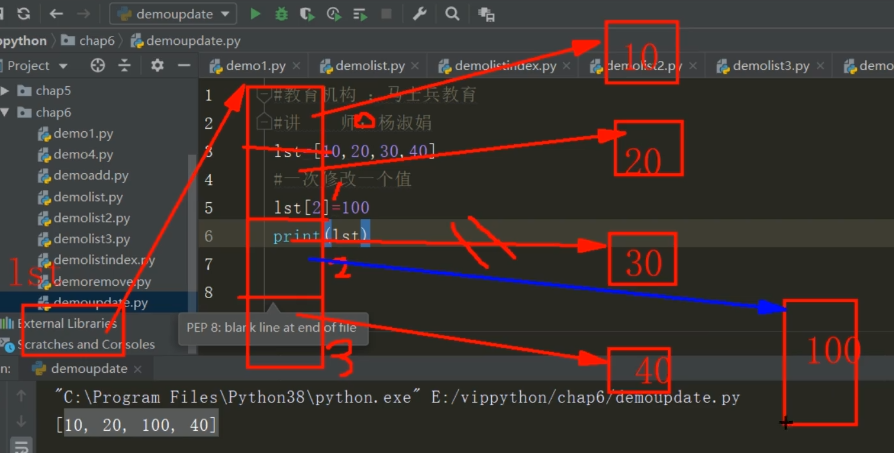 demoupdate
ppython
chap6
demoupdate.py
Project
demo1.py
demolist.py
demolistindex.py
demolist2.py
demolist3.py
demo
chap5
chap6
demo1.py
demo4.py
demoadd.py
demolist.py
demolist2.py
demolist3.py
demolistindex.py
demoremove.py
demoupdate.py
External Libraries
Scratches and Consoles
1 #教育机构 : 马士兵教育
2 #讲 师: 杨淑娟
3 lst=[10,20,30,40]
4 #一次修改一个值
5 lst[2]=100
6 print(lst)
7
8
PEP 8: blank line at end of file
lst
0
1
2
3
10
20
30
40
100
n: demoupdate
"C:\Program Files\Python38\python.exe" E:/vippython/chap6/demoupdate.py
[10, 20, 100, 40]